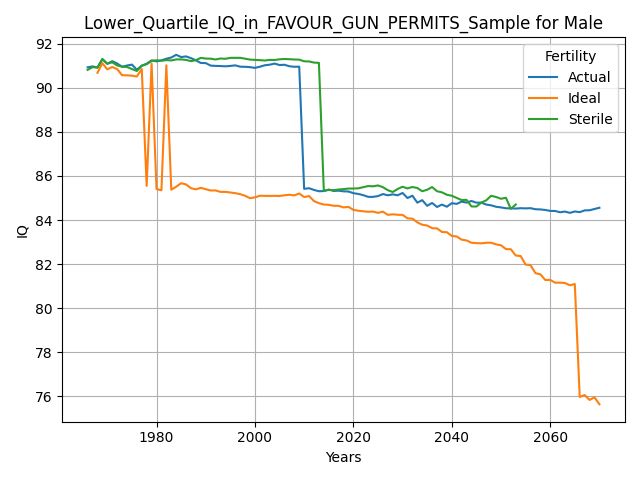 Lower_Quartile_IQ_in_FAVOUR_GUN_PERMITS_Sample for Male
Fertility
Actual
Ideal
Sterile
IQ
92
90
88
86
84
82
80
78
76
1980
2000
2020
2040
2060
Years